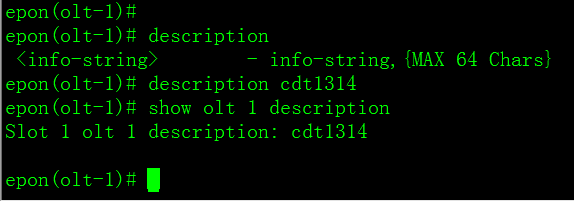 epon(olt-1)#
epon(olt-1)# description
<info-string> - info-string,{MAX 64 Chars}
epon(olt-1)# description cdt1314
epon(olt-1)# show olt 1 description
Slot 1 olt 1 description: cdt1314
epon(olt-1)#